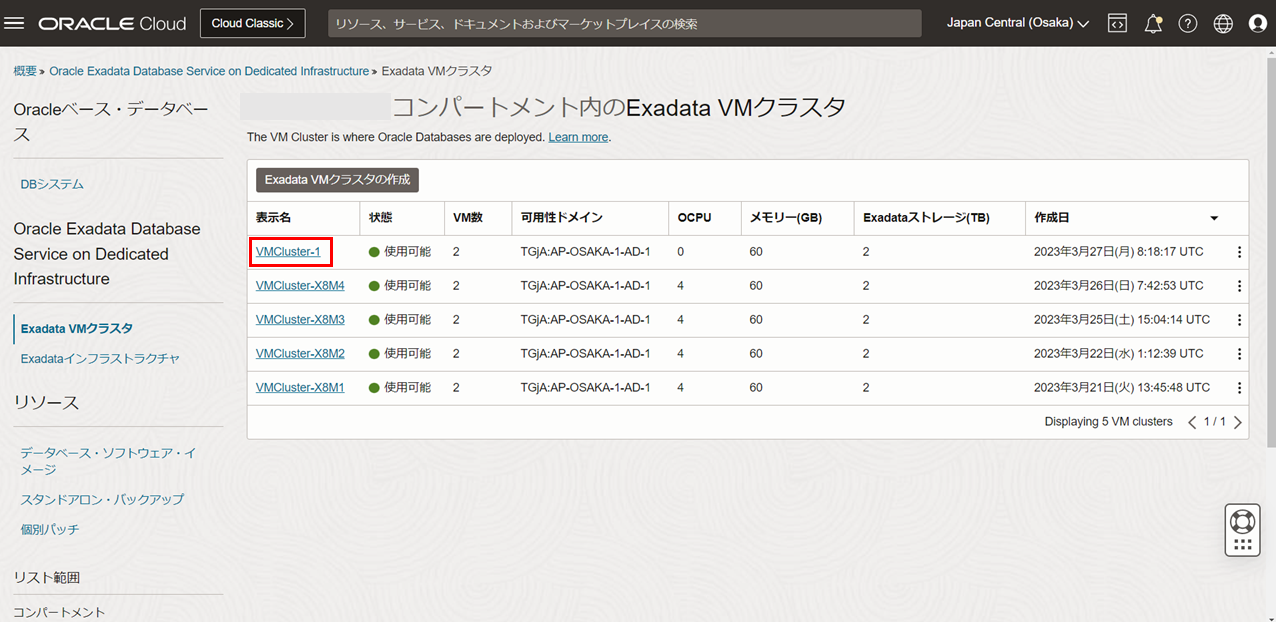 ORACLE Cloud
Cloud Classic
リソース、サービス、ドキュメントおよびマーケットプレイスの検索
Japan Central (Osaka)
概要 » Oracle Exadata Database Service on Dedicated Infrastructure » Exadata VMクラスタ
Oracleベース・データベー
ス
DBシステム
Oracle Exadata Database
Service on Dedicated
Infrastructure
Exadata VMクラスタ
Exadataインフラストラクチャ
リソース
データベース・ソフトウェア・イ
メージ
スタンドアロン・バックアップ
個別パッチ
リスト範囲
コンパートメント
コンパートメント内のExadata VMクラスタ
The VM Cluster is where Oracle Databases are deployed. Learn more.
Exadata VMクラスタの作成
表示名 状態 VM数 可用性ドメイン OCPU メモリー(GB) Exadataストレージ(TB) 作成日
VMCluster-1 使用可能 2 TGjA:AP-OSAKA-1-AD-1 0 60 2 2023年3月27日(月) 8:18:17 UTC
VMCluster-X8M4 使用可能 2 TGjA:AP-OSAKA-1-AD-1 4 60 2 2023年3月26日(日) 7:42:53 UTC
VMCluster-X8M3 使用可能 2 TGjA:AP-OSAKA-1-AD-1 4 60 2 2023年3月25日(土) 15:04:14 UTC
VMCluster-X8M2 使用可能 2 TGjA:AP-OSAKA-1-AD-1 4 60 2 2023年3月22日(水) 1:12:39 UTC
VMCluster-X8M1 使用可能 2 TGjA:AP-OSAKA-1-AD-1 4 60 2 2023年3月21日(火) 13:45:48 UTC
Displaying 5 VM clusters 1 / 1